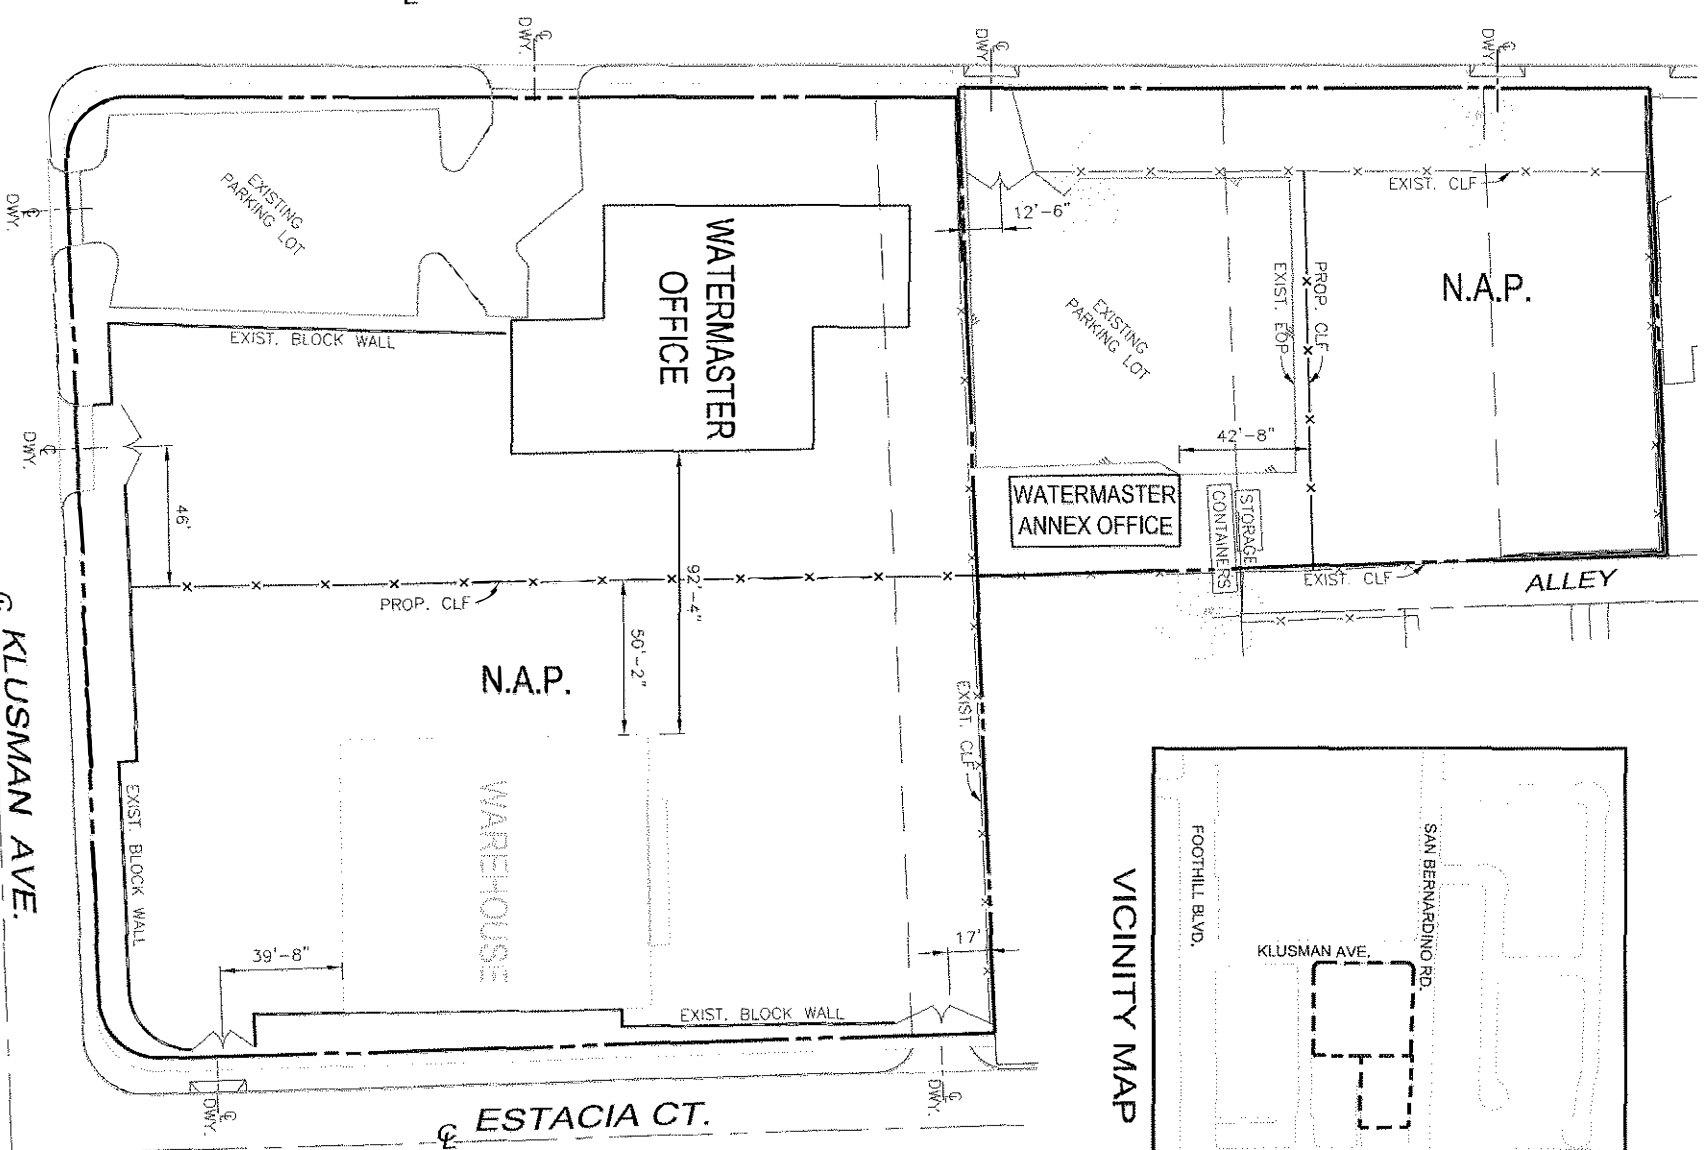 ℄
DWY.
℄
DWY.
℄
DWY.
℄
DWY.
EXISTING
PARKING LOT
WATERMASTER
OFFICE
EXIST. BLOCK WALL
12'-6"
EXIST. CLF
N.A.P.
PROP. CLF
EXIST. EOP
EXISTING
PARKING LOT
42'-8"
WATERMASTER
ANNEX OFFICE
STORAGE
CONTAINERS
EXIST. CLF
ALLEY
℄
DWY.
46'
PROP. CLF
92'-4"
50'-2"
N.A.P.
EXIST. CLF
℄ KLUSMAN AVE.
EXIST. BLOCK WALL
WAREHOUSE
39'-8"
17'
EXIST. BLOCK WALL
℄
DWY.
℄
DWY.
℄ ESTACIA CT.
VICINITY MAP
FOOTHILL BLVD.
SAN BERNARDINO RD.
KLUSMAN AVE.